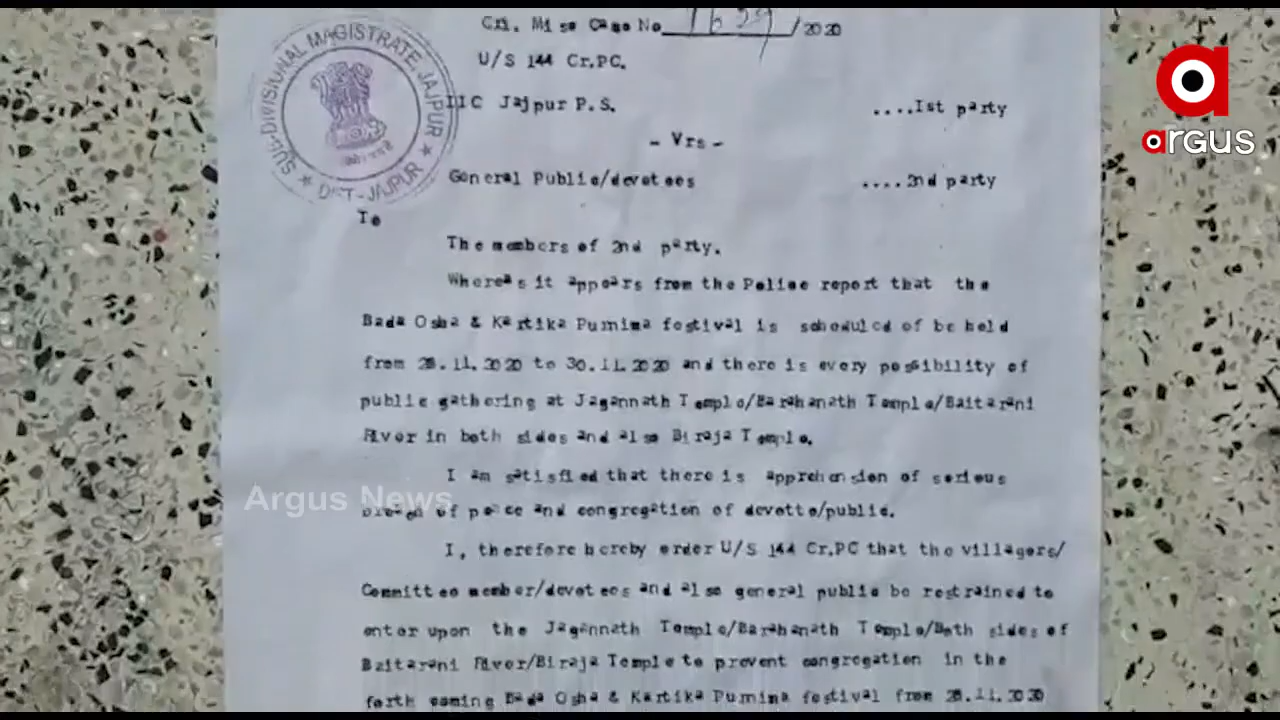 Cri. Misc Case No 1639/2020
U/S 144 Cr.PC.
IIC Jajpur P.S. ....Ist party
- Vrs -
General Public/devotees ....2nd party
To
The members of 2nd party.
Whereas it appears from the Police report that the
Bada Osha & Kartika Purnima festival is scheduled of be held
from 28.11.2020 to 30.11.2020 and there is every possibility of
public gathering at Jagannath Temple/Barahanath Temple/Baitarani
River in both sides and also Biraja Temple.
I am satisfied that there is apprehension of serious
of peace and congregation of devotte/public.
I, therefore hereby order U/S 144 Cr.PC that the villagers/
Committee member/devotees and also general public be restrained to
enter upon the Jagannath Temple/Barahanath Temple/Both sides of
Baitarani River/Biraja Temple to prevent congregation in the
forth coming Bada Osha & Kartika Purnima festival from 28.11.2020
SUB-DIVISIONAL MAGISTRATE, JAJPUR
DIST-JAJPUR
argus
Argus News